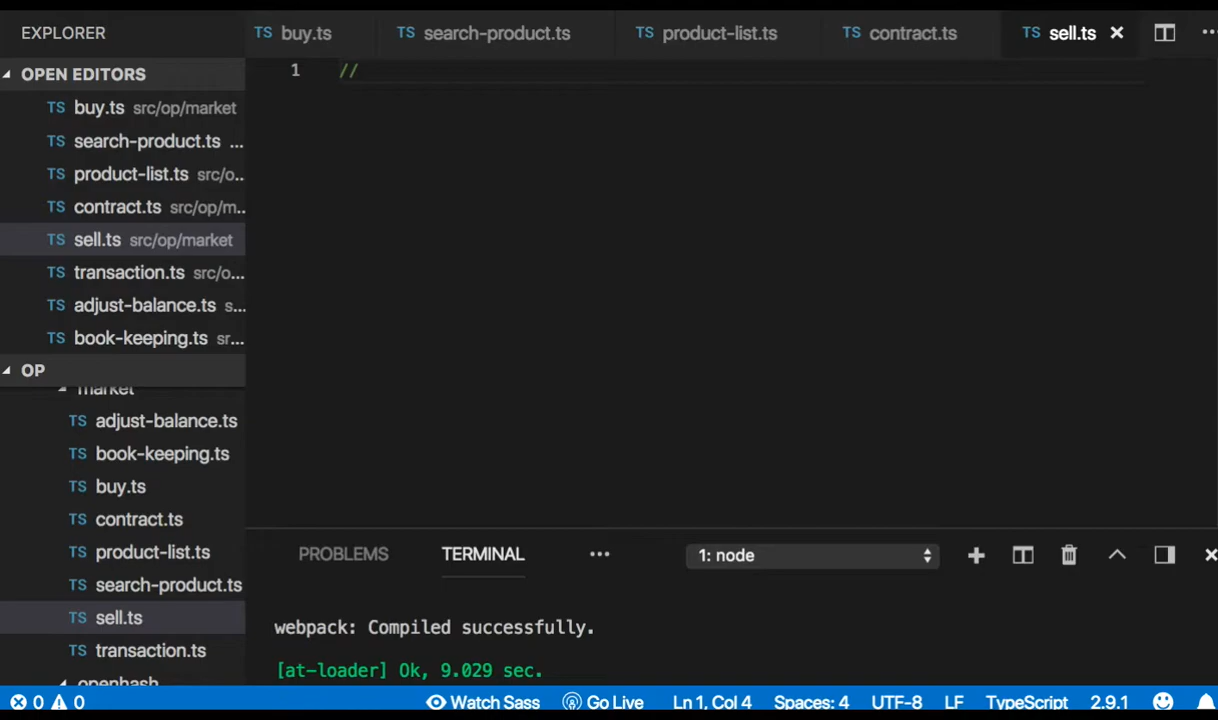 EXPLORER
TS buy.ts
TS search-product.ts
TS product-list.ts
TS contract.ts
TS sell.ts
OPEN EDITORS
TS buy.ts src/op/market
TS search-product.ts ...
TS product-list.ts src/o...
TS contract.ts src/op/m...
TS sell.ts src/op/market
TS transaction.ts src/o...
TS adjust-balance.ts s...
TS book-keeping.ts sr...
1 //
OP
market
TS adjust-balance.ts
TS book-keeping.ts
TS buy.ts
TS contract.ts
TS product-list.ts
TS search-product.ts
TS sell.ts
TS transaction.ts
openhash
PROBLEMS TERMINAL ... 1: node
webpack: Compiled successfully.
[at-loader] Ok, 9.029 sec.
0 0 Watch Sass Go Live Ln 1, Col 4 Spaces: 4 UTF-8 LF TypeScript 2.9.1